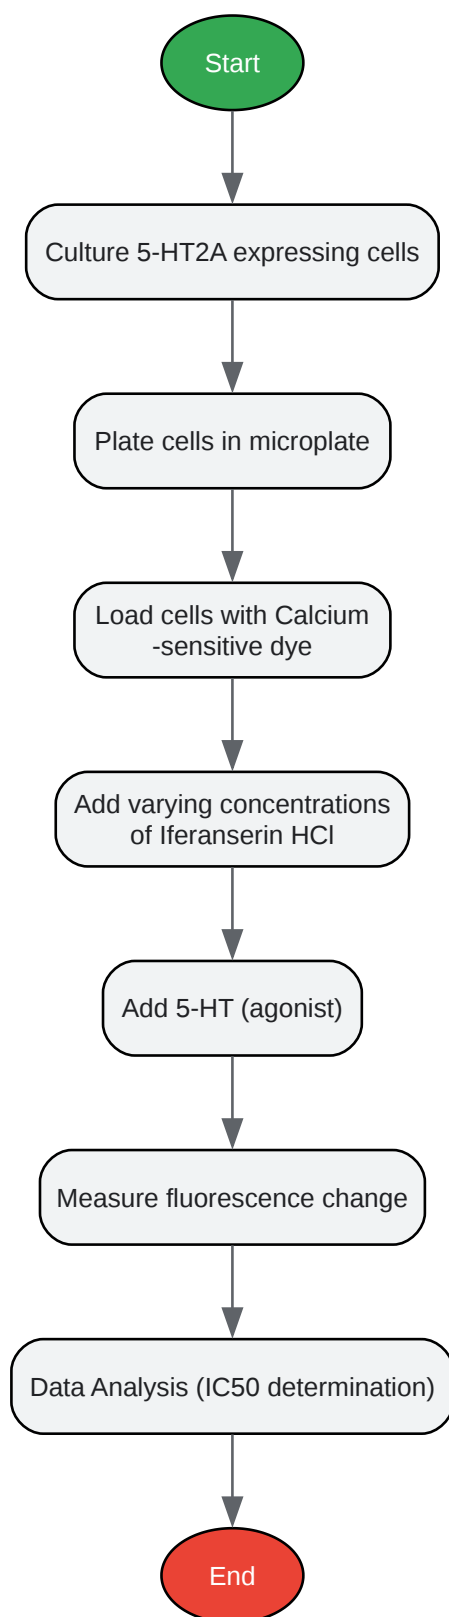 Start
Culture 5-HT2A expressing cells
Plate cells in microplate
Load cells with Calcium
-sensitive dye
Add varying concentrations
of Iferanserin HCl
Add 5-HT (agonist)
Measure fluorescence change
Data Analysis (IC50 determination)
End